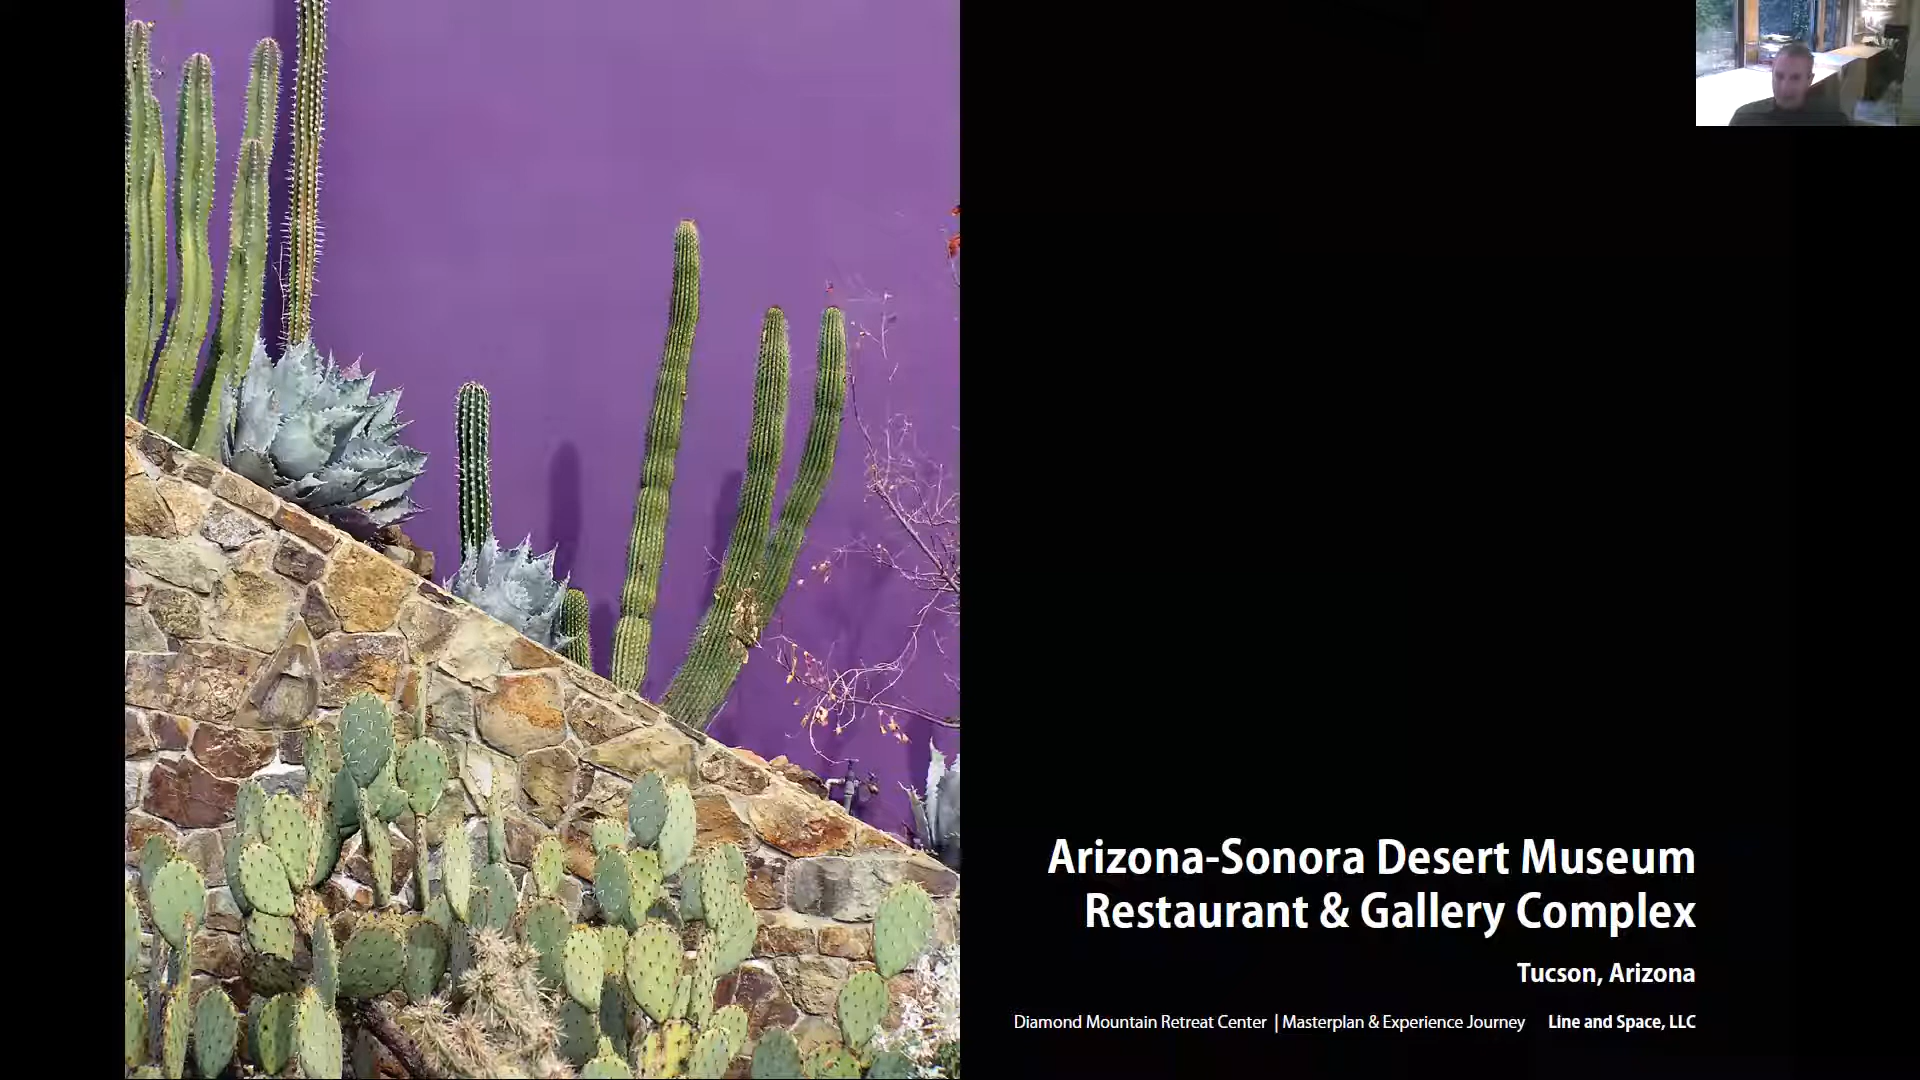 Arizona-Sonora Desert Museum
Restaurant & Gallery Complex
Tucson, Arizona
Diamond Mountain Retreat Center | Masterplan & Experience Journey Line and Space, LLC